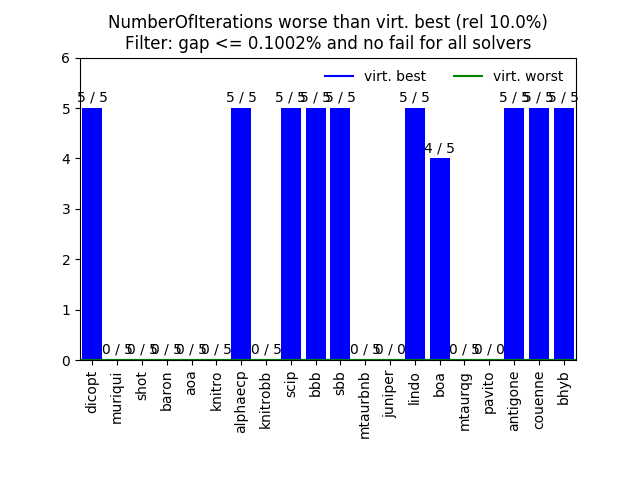 NumberOfIterations worse than virt. best (rel 10.0%)
Filter: gap <= 0.1002% and no fail for all solvers
6
virt. best virt. worst
5 / 5 5 / 5 5 / 5 5 / 5 5 / 5 5 / 5 5 / 5 5 / 5 5 / 5
5
4 / 5
4
3
2
1
0 / 5 0 / 5 0 / 5 0 / 5 0 / 5 0 / 5 0 / 5 0 / 0 0 / 5 0 / 0
0
dicopt
muriqui
shot
baron
aoa
knitro
alphaecp
knitrobb
scip
bbb
sbb
mtaurbnb
juniper
lindo
boa
mtaurqg
pavito
antigone
couenne
bhyb